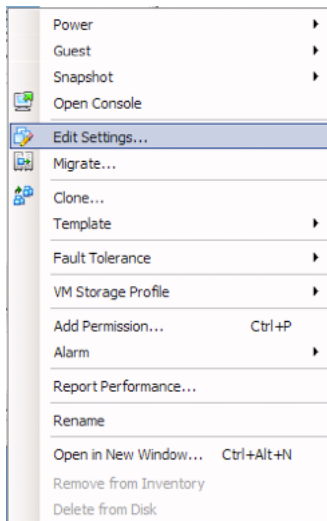 Power
Guest
Snapshot
Open Console
Edit Settings...
Migrate...
Clone...
Template
Fault Tolerance
VM Storage Profile
Add Permission... Ctrl+P
Alarm
Report Performance...
Rename
Open in New Window... Ctrl+Alt+N
Remove from Inventory
Delete from Disk